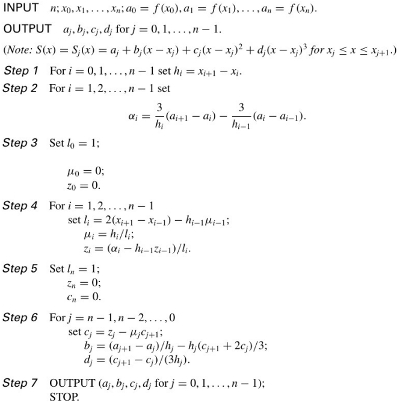 INPUT n; x₀, x₁, . . . , xₙ; a₀ = f(x₀), a₁ = f(x₁), . . . , aₙ = f(xₙ).
OUTPUT aⱼ, bⱼ, cⱼ, dⱼ for j = 0, 1, . . . , n − 1.
(Note: S(x) = Sⱼ(x) = aⱼ + bⱼ(x − xⱼ) + cⱼ(x − xⱼ)² + dⱼ(x − xⱼ)³ for xⱼ ≤ x ≤ xⱼ₊₁.)
Step 1 For i = 0, 1, . . . , n − 1 set hᵢ = xᵢ₊₁ − xᵢ.
Step 2 For i = 1, 2, . . . , n − 1 set
αᵢ = 3/hᵢ (aᵢ₊₁ − aᵢ) − 3/hᵢ₋₁ (aᵢ − aᵢ₋₁).
Step 3 Set l₀ = 1;
μ₀ = 0;
z₀ = 0.
Step 4 For i = 1, 2, . . . , n − 1
set lᵢ = 2(xᵢ₊₁ − xᵢ₋₁) − hᵢ₋₁μᵢ₋₁;
μᵢ = hᵢ/lᵢ;
zᵢ = (αᵢ − hᵢ₋₁zᵢ₋₁)/lᵢ.
Step 5 Set lₙ = 1;
zₙ = 0;
cₙ = 0.
Step 6 For j = n − 1, n − 2, . . . , 0
set cⱼ = zⱼ − μⱼcⱼ₊₁;
bⱼ = (aⱼ₊₁ − aⱼ)/hⱼ − hⱼ(cⱼ₊₁ + 2cⱼ)/3;
dⱼ = (cⱼ₊₁ − cⱼ)/(3hⱼ).
Step 7 OUTPUT (aⱼ, bⱼ, cⱼ, dⱼ for j = 0, 1, . . . , n − 1);
STOP.